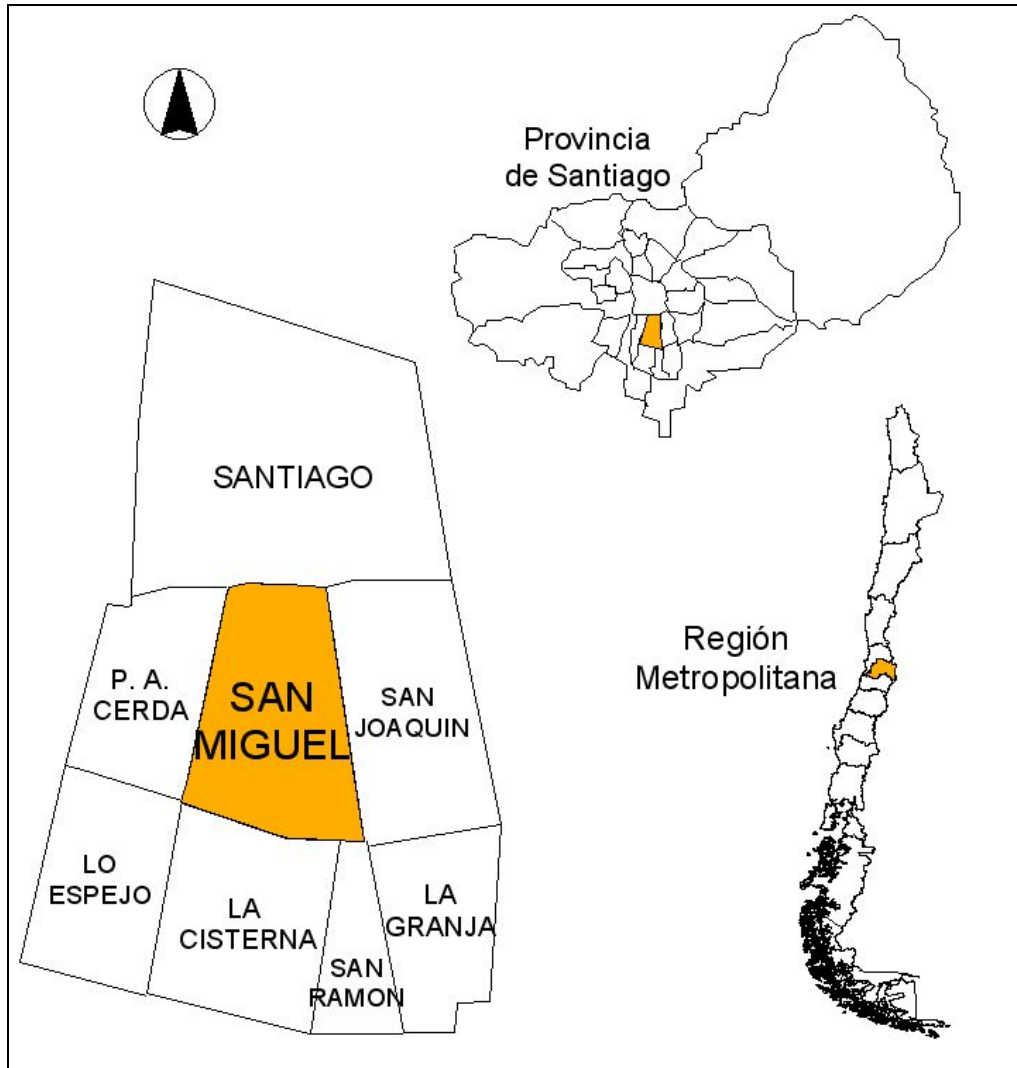 Provincia
de Santiago
SANTIAGO
Región
Metropolitana
P. A.
CERDA
SAN
MIGUEL
SAN
JOAQUIN
LO
ESPEJO
LA
CISTERNA
SAN
RAMON
LA
GRANJA